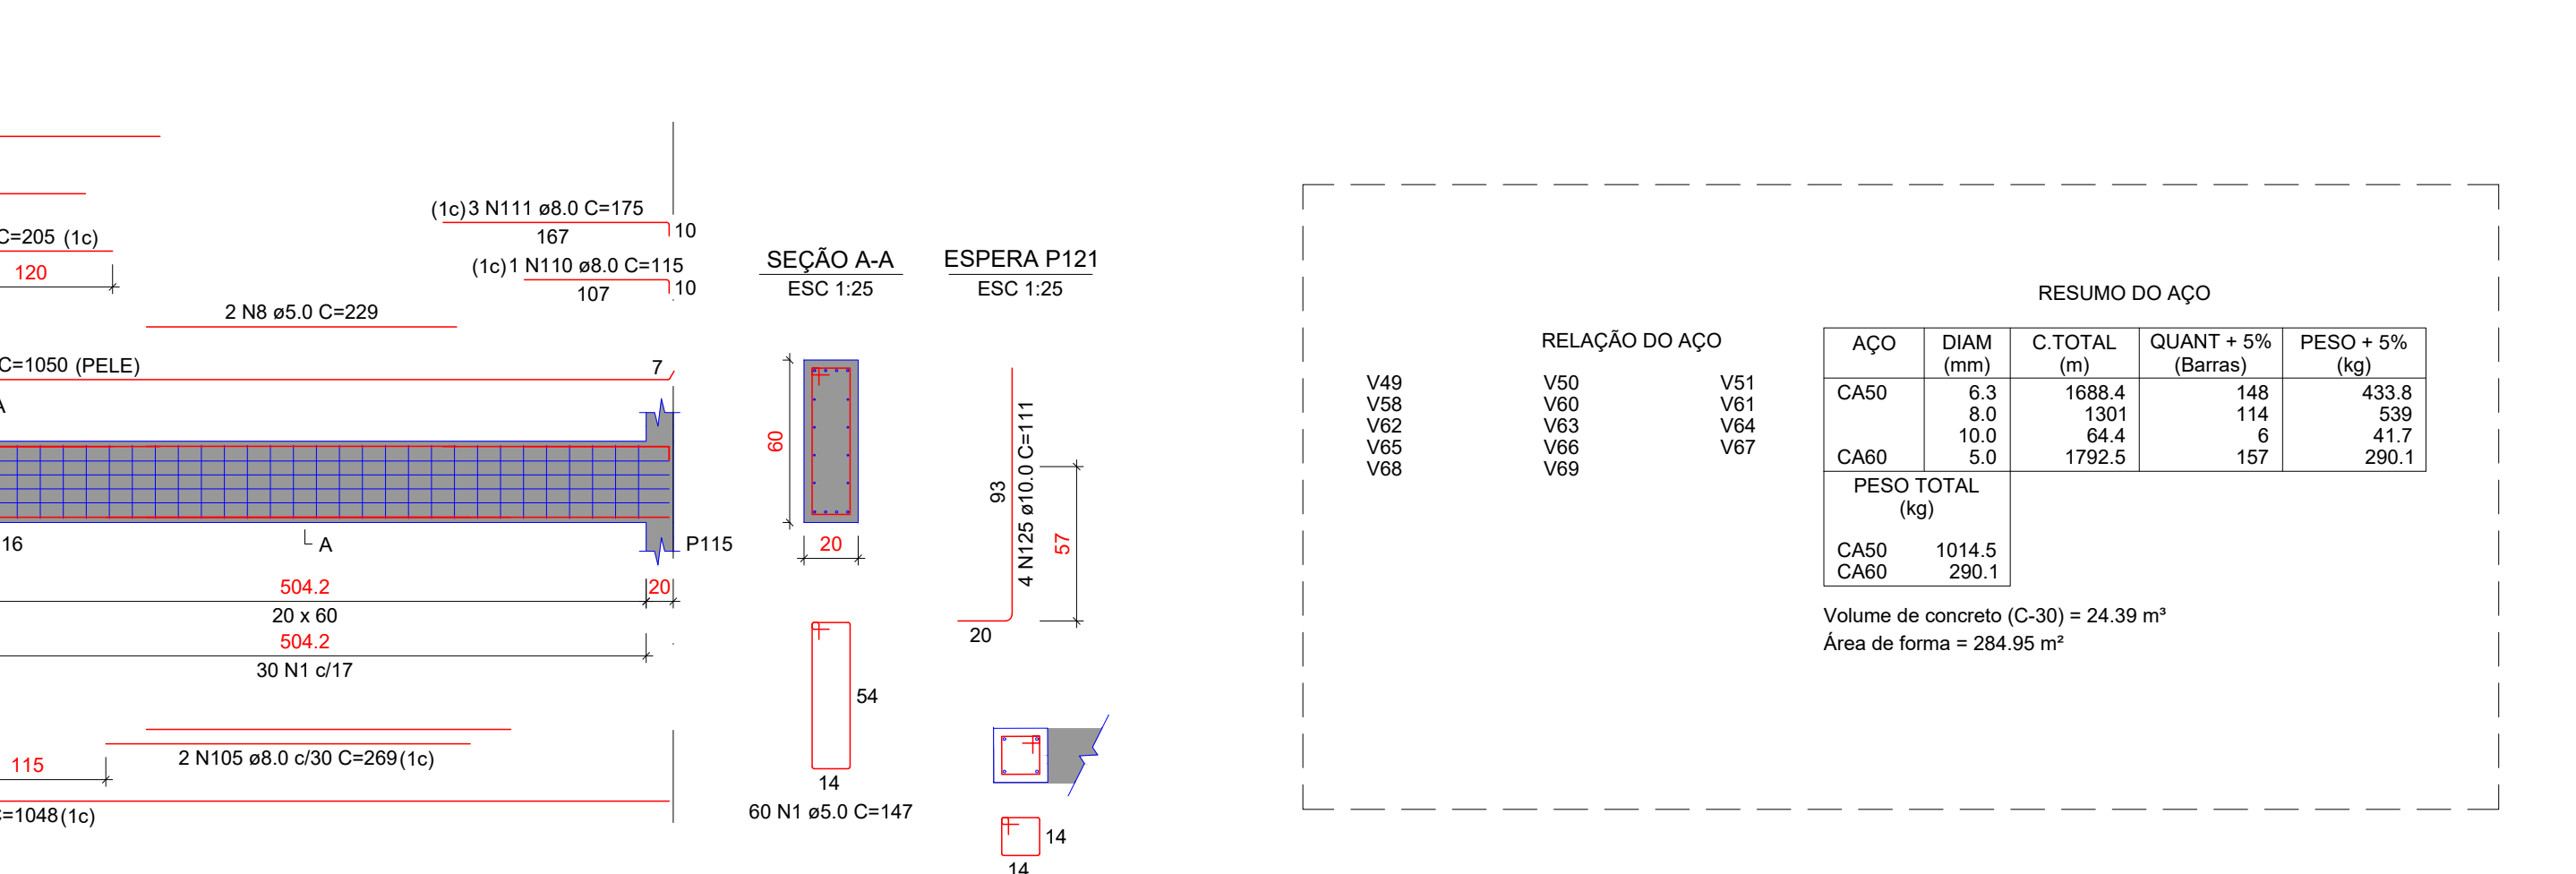 (1c) 3 N111 ø8.0 C=175
10
167
C=205 (1c)
120
(1c) 1 N110 ø8.0 C=115
10
107
2 N8 ø5.0 C=229
C=1050 (PELE)
7
A
16
A
P115
504.2
20
20 x 60
504.2
30 N1 c/17
115
2 N105 ø8.0 c/30 C=269 (1c)
C=1048 (1c)
SEÇÃO A-A
ESC 1:25
60
20
54
14
60 N1 ø5.0 C=147
ESPERA P121
ESC 1:25
93
4 N125 ø10.0 C=111
57
20
14
14
RELAÇÃO DO AÇO
V49 V50 V51
V58 V60 V61
V62 V63 V64
V65 V66 V67
V68 V69
RESUMO DO AÇO
AÇO DIAM C.TOTAL QUANT + 5% PESO + 5%
(mm) (m) (Barras) (kg)
CA50 6.3 1688.4 148 433.8
8.0 1301 114 539
10.0 64.4 6 41.7
CA60 5.0 1792.5 157 290.1
PESO TOTAL
(kg)
CA50 1014.5
CA60 290.1
Volume de concreto (C-30) = 24.39 m³
Área de forma = 284.95 m²